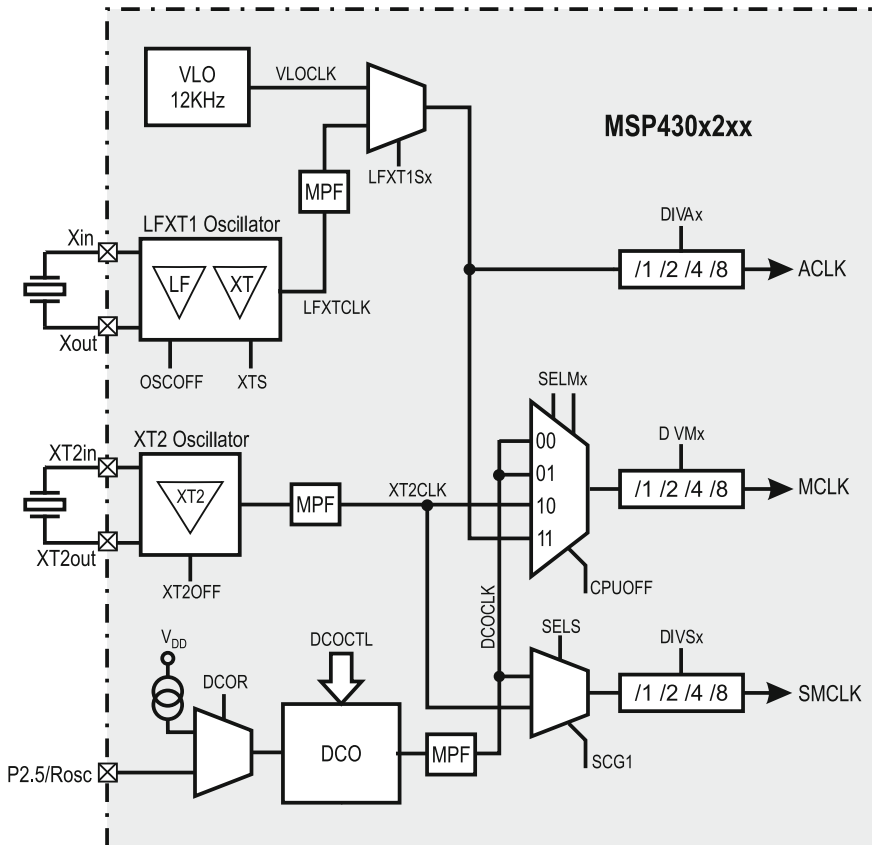 VLO
12KHz
VLOCLK
MSP430x2xx
LFXT1Sx
MPF
LFXT1 Oscillator
Xin
LF
XT
LFXTCLK
Xout
OSCOFF
XTS
DIVAx
/1 /2 /4 /8
ACLK
SELMx
00
01
10
11
D VMx
/1 /2 /4 /8
MCLK
CPUOFF
XT2 Oscillator
XT2in
XT2
MPF
XT2CLK
XT2out
XT2OFF
DCOCLK
SELS
DIVSx
/1 /2 /4 /8
SMCLK
SCG1
VDD
DCOR
DCOCTL
DCO
MPF
P2.5/Rosc